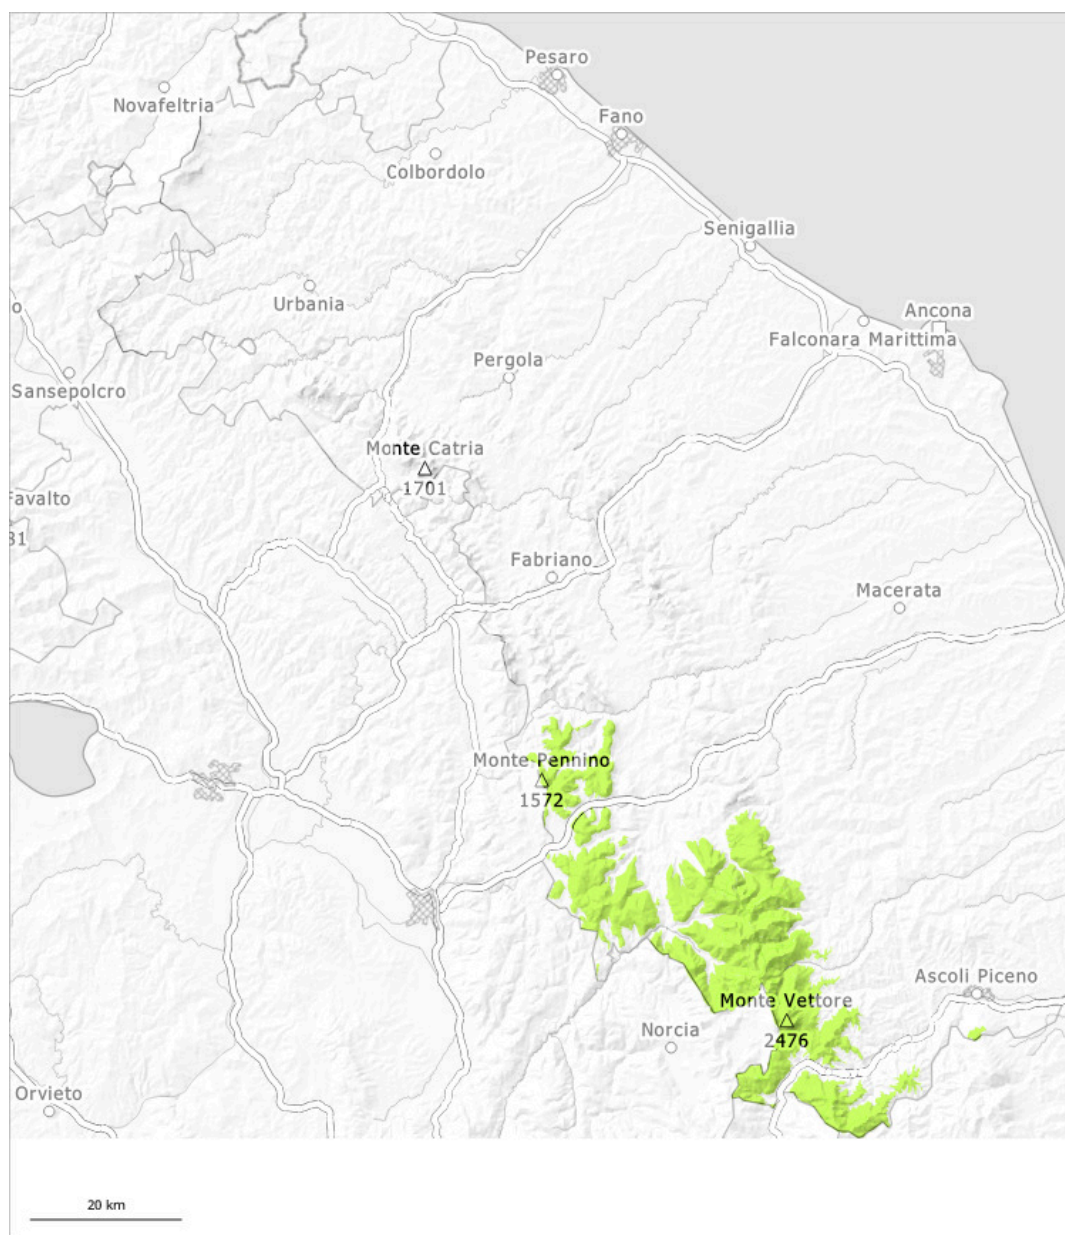 Pesaro
Novafeltria
Fano
Colbordolo
Senigallia
Urbania
o
Ancona
Falconara Marittima
Pergola
Sansepolcro
Monte Catria
1701
Favalto
31
Fabriano
Macerata
Monte Pennino
1572
Ascoli Piceno
Monte Vettore
Norcia
2476
Orvieto
20 km